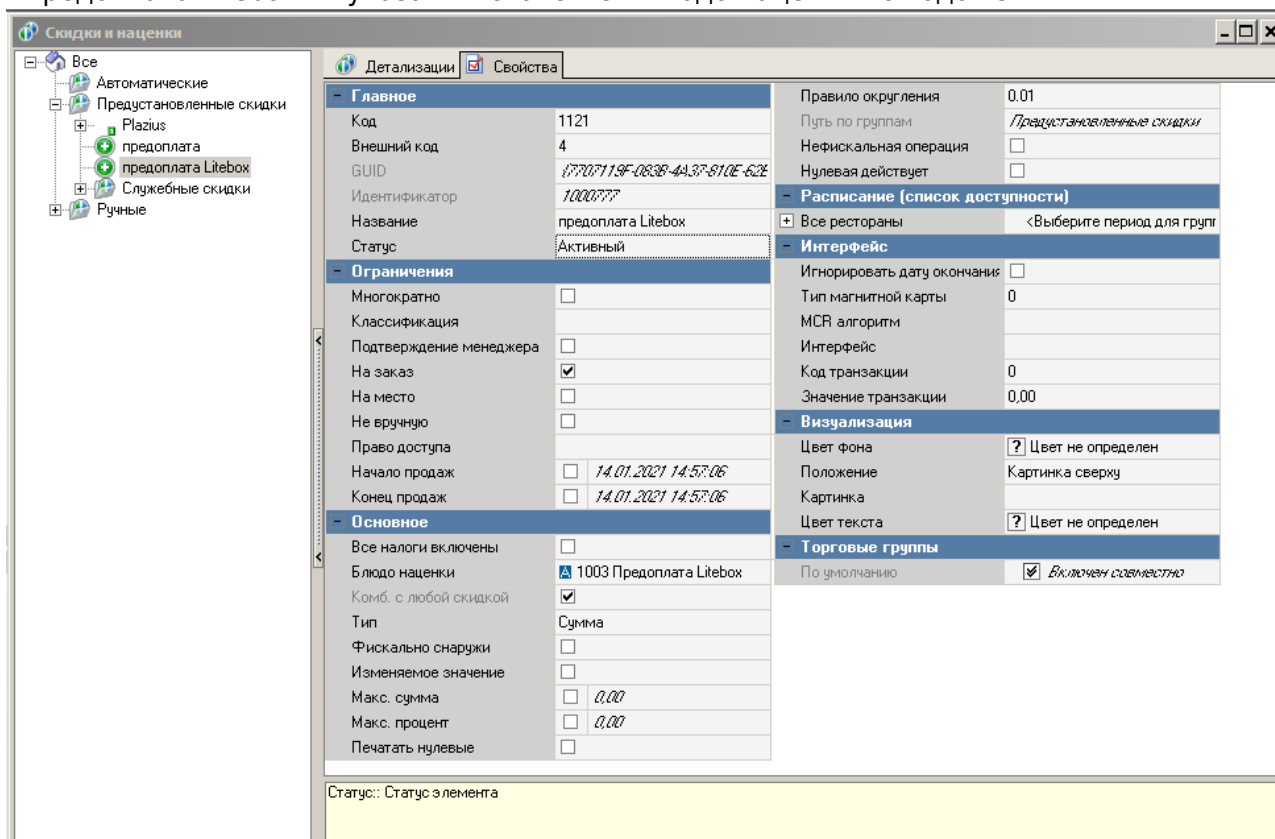 Скидки и наценки
Все
Автоматические
Предустановленные скидки
Plazius
предоплата
предоплата Litebox
Служебные скидки
Ручные
Детализации Свойства
Главное
Код 1121
Внешний код 4
GUID
Идентификатор 1000777
Название предоплата Litebox
Статус Активный
Ограничения
Многократно
Классификация
Подтверждение менеджера
На заказ
На место
Не вручную
Право доступа
Начало продаж 14.01.2021 14:57:06
Конец продаж 14.01.2021 14:57:06
Основное
Все налоги включены
Блюдо наценки 1003 Предоплата Litebox
Комб. с любой скидкой
Тип Сумма
Фискально снаружи
Изменяемое значение
Макс. сумма 0,00
Макс. процент 0,00
Печатать нулевые
Правило округления 0.01
Путь по группам Предустановленные скидки
Нефискальная операция
Нулевая действует
Расписание (список доступности)
Все рестораны <Выберите период для групп
Интерфейс
Игнорировать дату окончания
Тип магнитной карты 0
MCR алгоритм
Интерфейс
Код транзакции 0
Значение транзакции 0,00
Визуализация
Цвет фона ? Цвет не определен
Положение Картинка сверху
Картинка
Цвет текста ? Цвет не определен
Торговые группы
По умолчанию Включен совместно
Статус:: Статус элемента